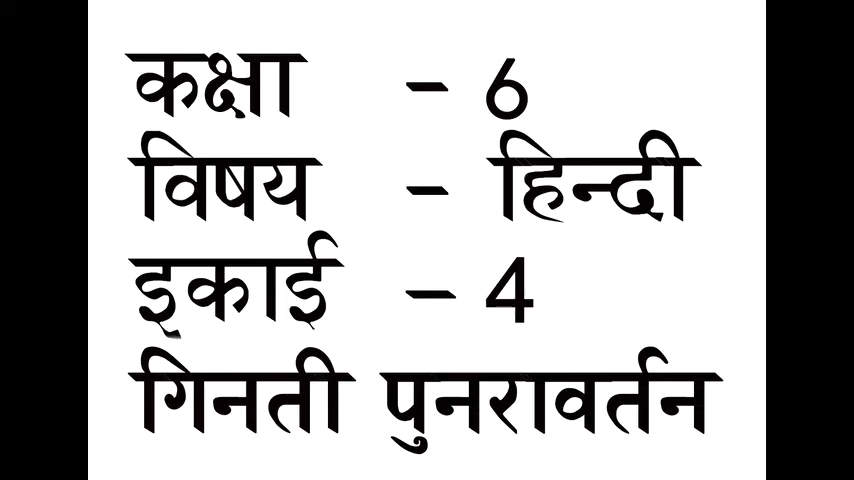 कक्षा - 6
विषय - हिन्दी
इकाई - 4
गिनती पुनरावर्तन